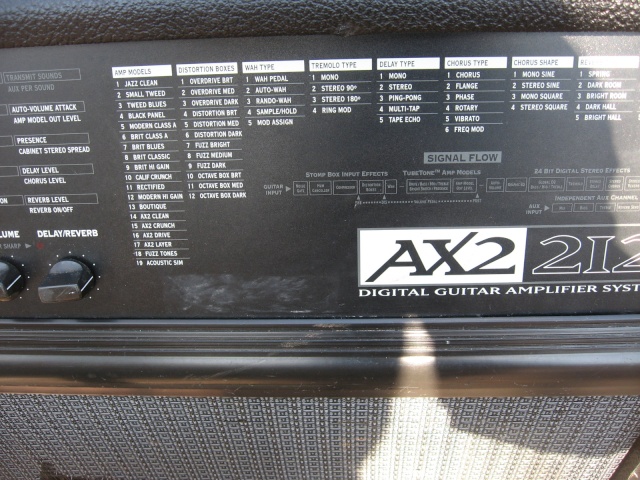 TRANSMIT SOUNDS
AUX PER SOUND
AUTO-VOLUME ATTACK
AMP MODEL OUT LEVEL
PRESENCE
CABINET STEREO SPREAD
DELAY LEVEL
CHORUS LEVEL
REVERB LEVEL
REVERB ON/OFF
DELAY/REVERB
AMP MODELS
1 JAZZ CLEAN
2 SMALL TWEED
3 TWEED BLUES
4 BLACK PANEL
5 MODERN CLASS A
6 BRIT CLASS A
7 BRIT BLUES
8 BRIT CLASSIC
9 BRIT HI GAIN
10 CALIF CRUNCH
11 RECTIFIED
12 MODERN HI GAIN
13 BOUTIQUE
14 AX2 CLEAN
15 AX2 CRUNCH
16 AX2 DRIVE
17 AX2 LAYER
18 FUZZ TONES
19 ACOUSTIC SIM
DISTORTION BOXES
1 OVERDRIVE BRT
2 OVERDRIVE MED
3 OVERDRIVE DARK
4 DISTORTION BRT
5 DISTORTION MED
6 DISTORTION DARK
7 FUZZ BRIGHT
8 FUZZ MEDIUM
9 FUZZ DARK
10 OCTAVE BOX BRT
11 OCTAVE BOX MED
12 OCTAVE BOX DARK
WAH TYPE
1 WAH PEDAL
2 AUTO-WAH
3 RANDO-WAH
4 SAMPLE/HOLD
5 MOD ASSIGN
TREMOLO TYPE
1 MONO
2 STEREO 90º
3 STEREO 180º
4 RING MOD
DELAY TYPE
1 MONO
2 STEREO
3 PING-PONG
4 MULTI-TAP
5 TAPE ECHO
CHORUS TYPE
1 CHORUS
2 FLANGE
3 PHASE
4 ROTARY
5 VIBRATO
6 FREQ MOD
CHORUS SHAPE
1 MONO SINE
2 STEREO SINE
3 MONO SQUARE
4 STEREO SQUARE
1 SPRING
2 DARK ROOM
3 BRIGHT ROOM
4 DARK HALL
5 BRIGHT HALL
SIGNAL FLOW
STOMP BOX INPUT EFFECTS
TUBETONE AMP MODELS
24 BIT DIGITAL STEREO EFFECTS
GUITAR INPUT
INDEPENDENT AUX CHANNEL
AUX INPUT
AX2 212
DIGITAL GUITAR AMPLIFIER